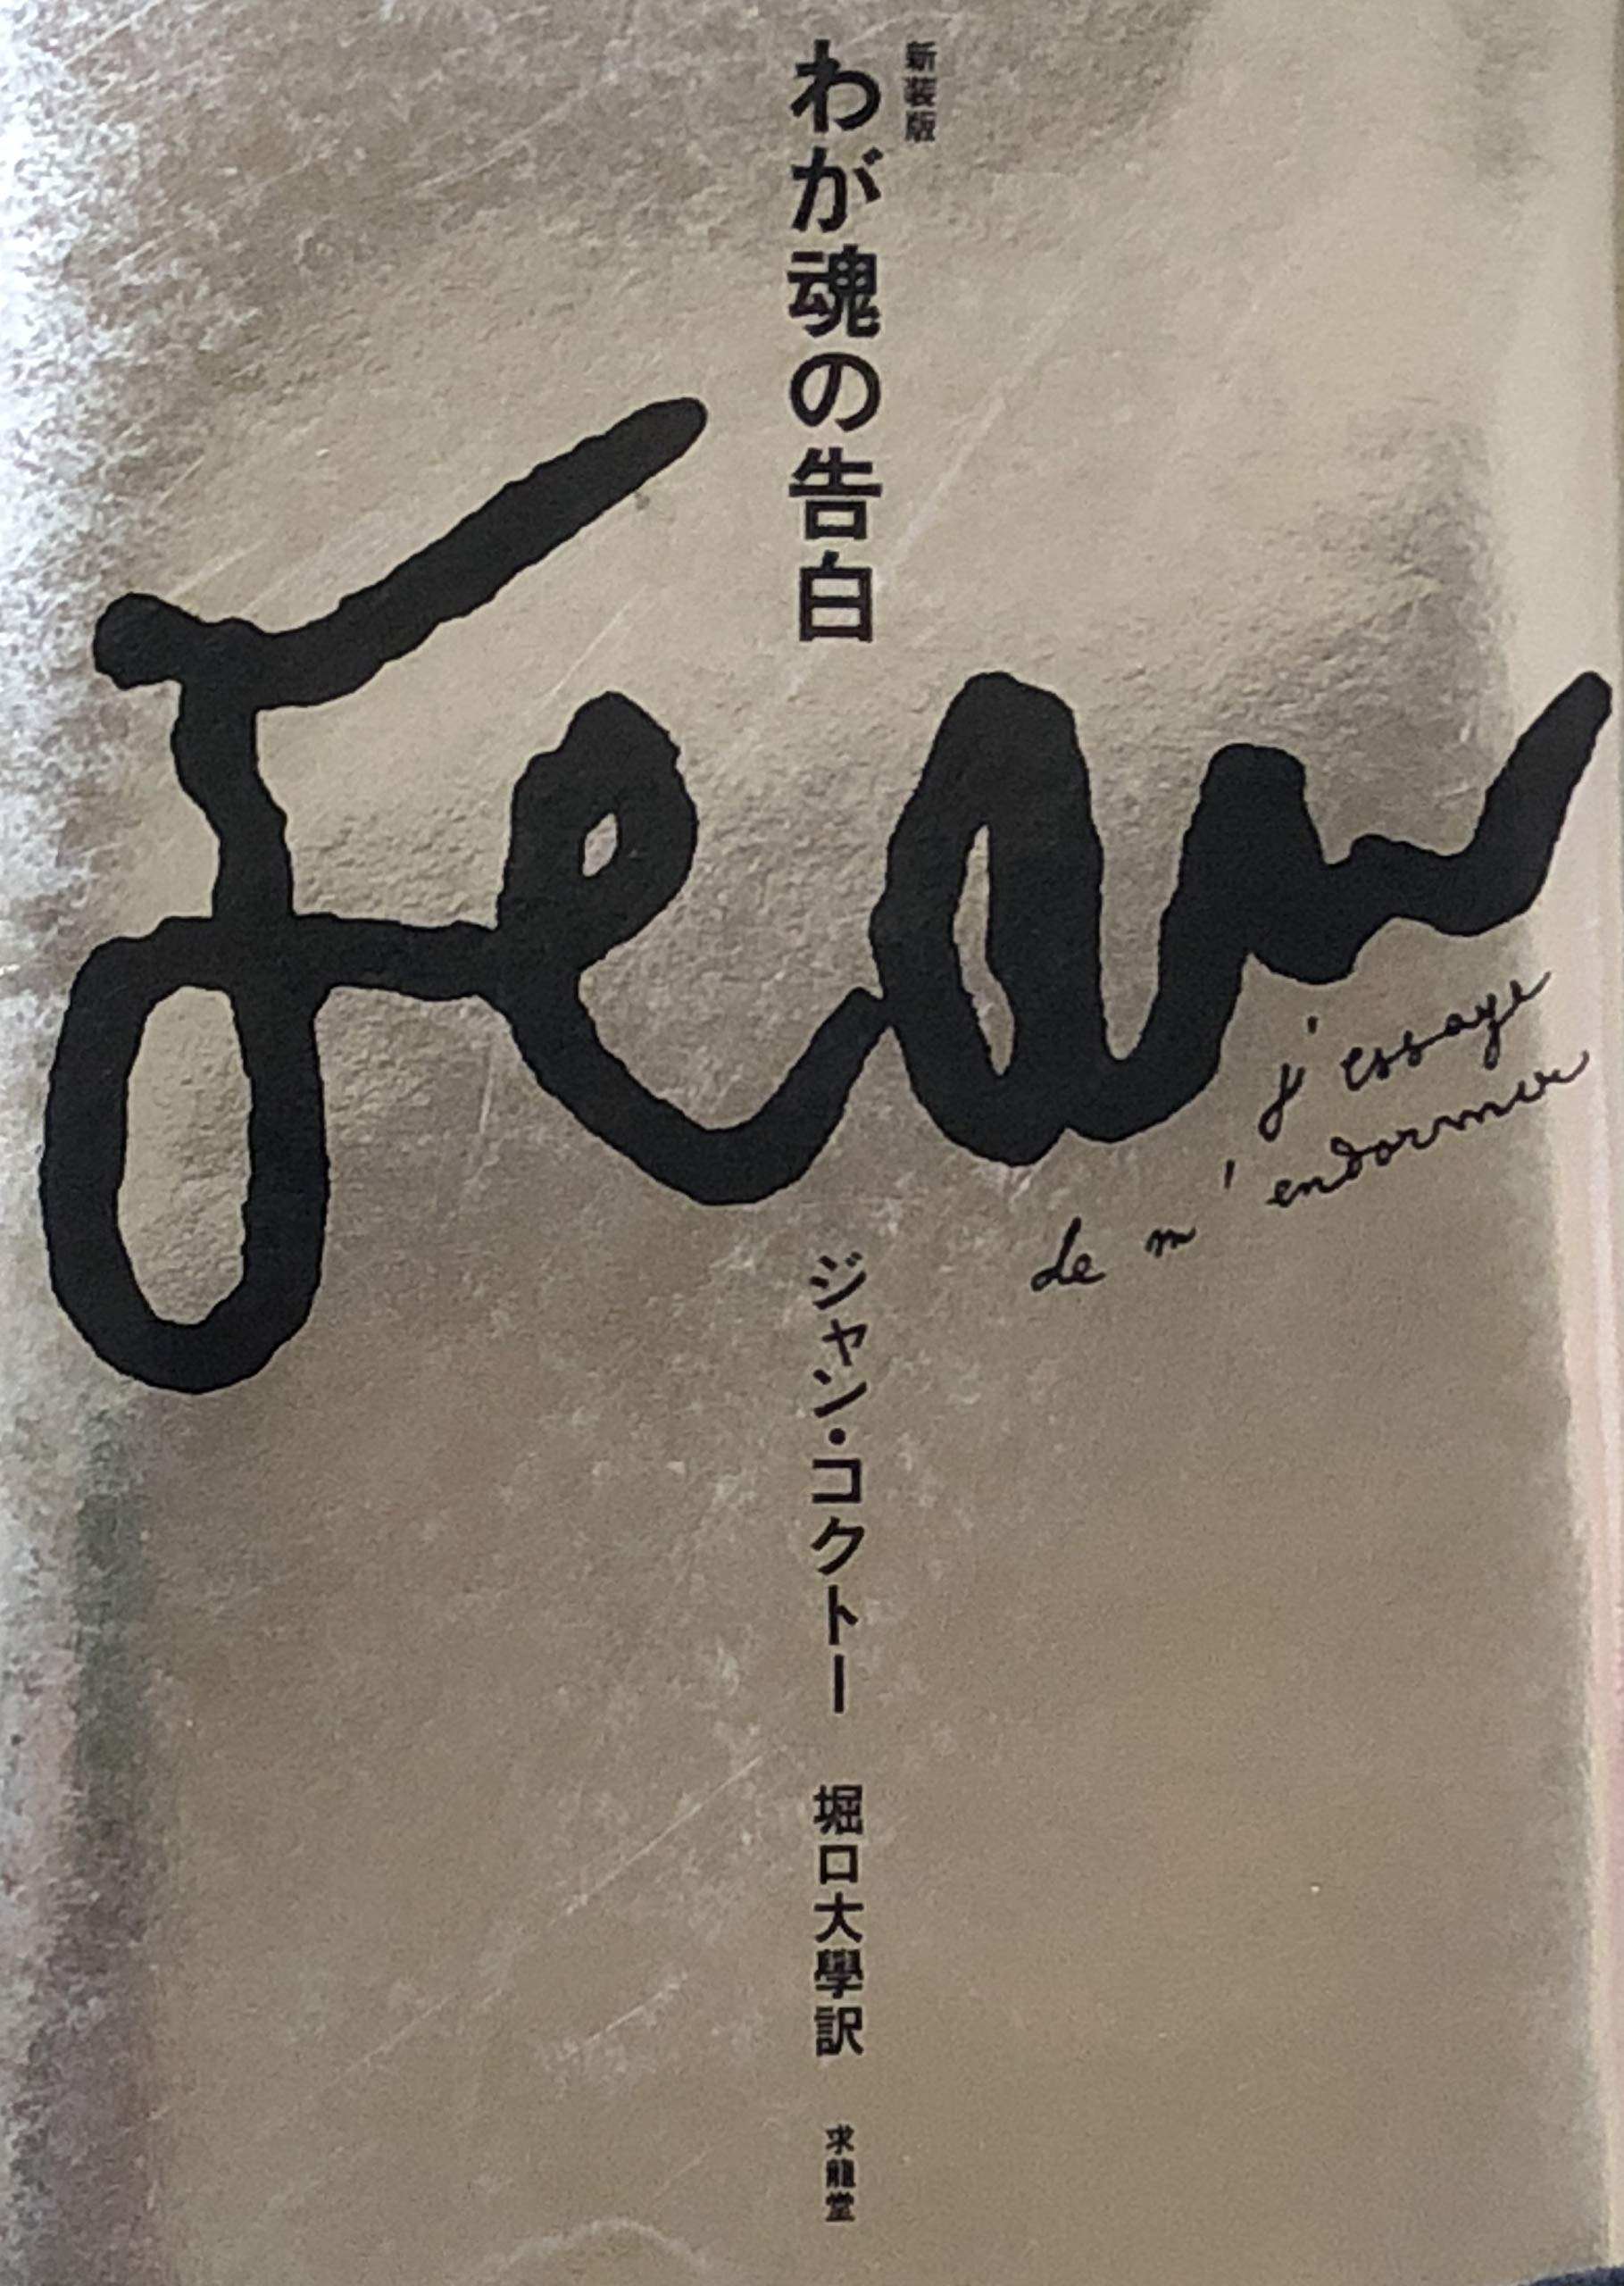 新装版
わが魂の告白
Jean
j'essaye
de m'endormir
ジャン・コクトー
堀口大學訳
求龍堂